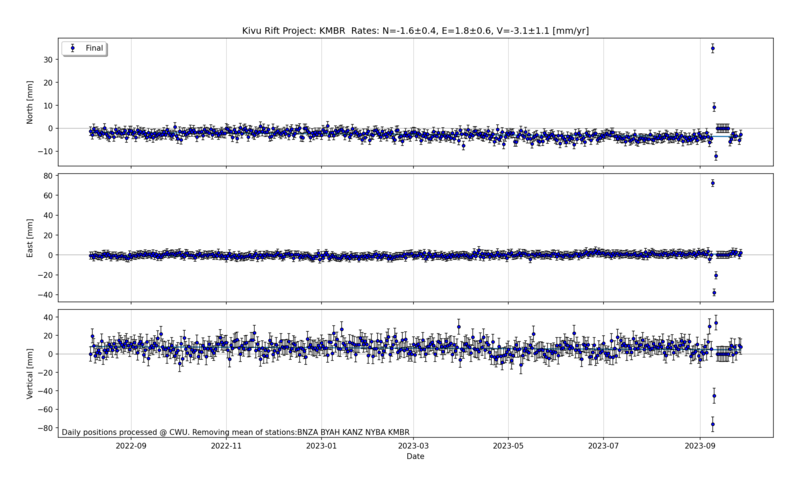 Kivu Rift Project: KMBR Rates: N=-1.6±0.4, E=1.8±0.6, V=-3.1±1.1 [mm/yr]
Final
North [mm]
30
20
10
0
−10
East [mm]
80
60
40
20
0
−20
−40
Vertical [mm]
40
20
0
−20
−40
−60
−80
Daily positions processed @ CWU. Removing mean of stations:BNZA BYAH KANZ NYBA KMBR
2022-09 2022-11 2023-01 2023-03 2023-05 2023-07 2023-09
Date